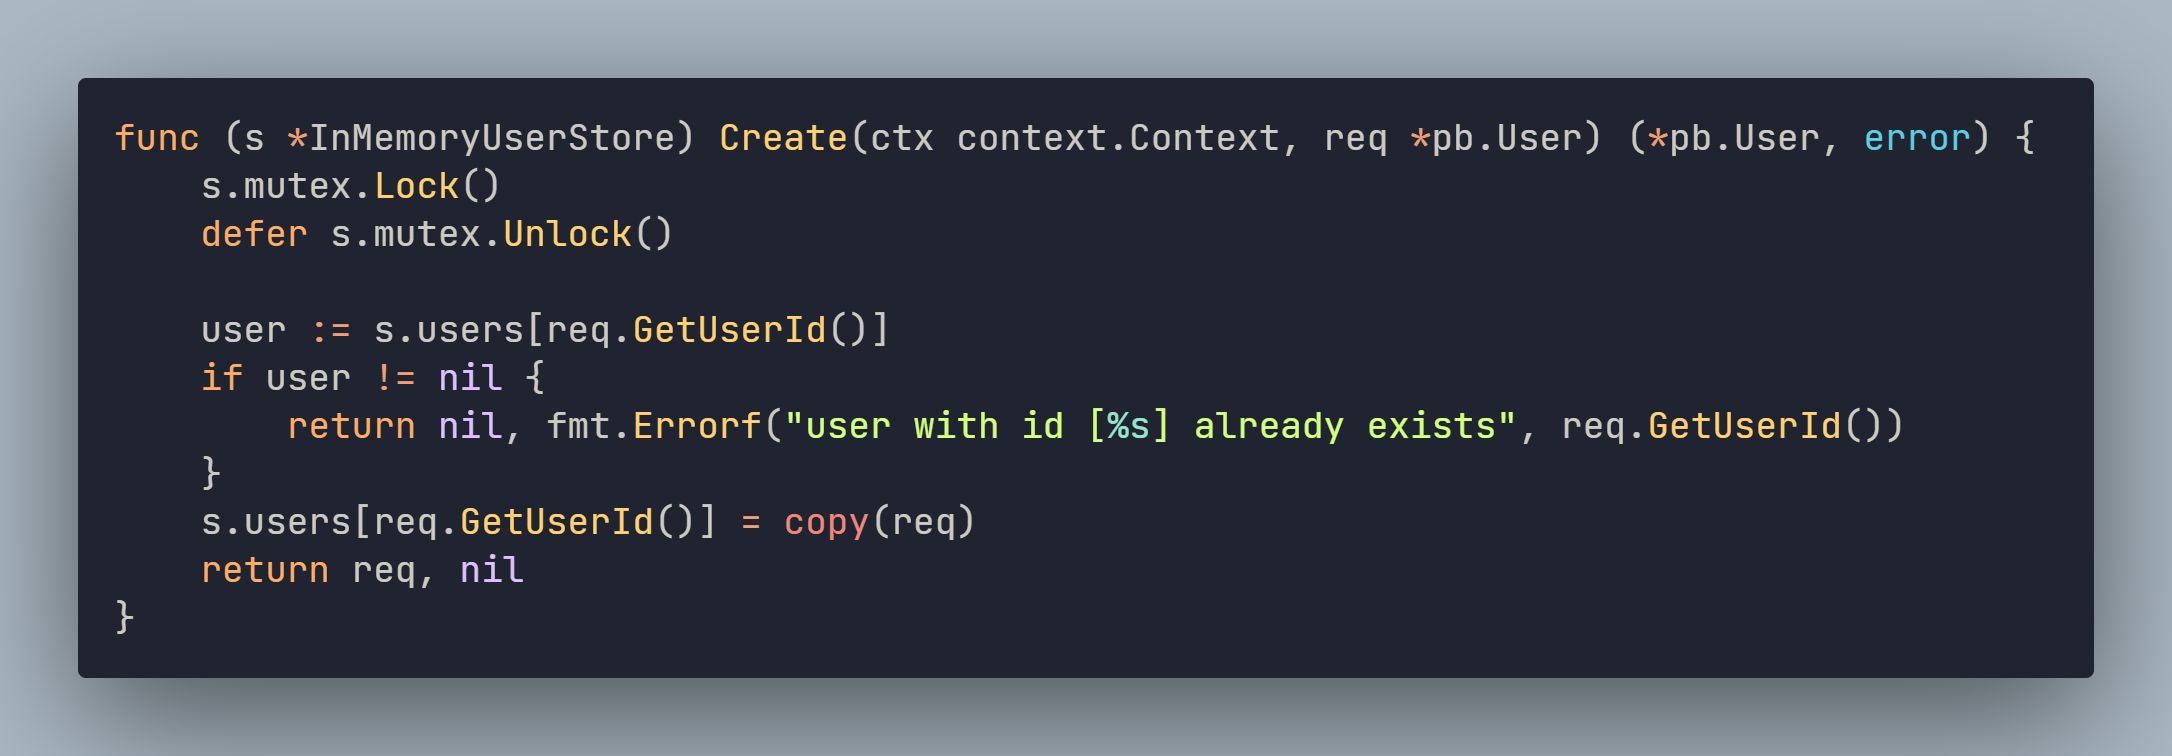 func (s *InMemoryUserStore) Create(ctx context.Context, req *pb.User) (*pb.User, error) {
    s.mutex.Lock()
    defer s.mutex.Unlock()

    user := s.users[req.GetUserId()]
    if user != nil {
        return nil, fmt.Errorf("user with id [%s] already exists", req.GetUserId())
    }
    s.users[req.GetUserId()] = copy(req)
    return req, nil
}